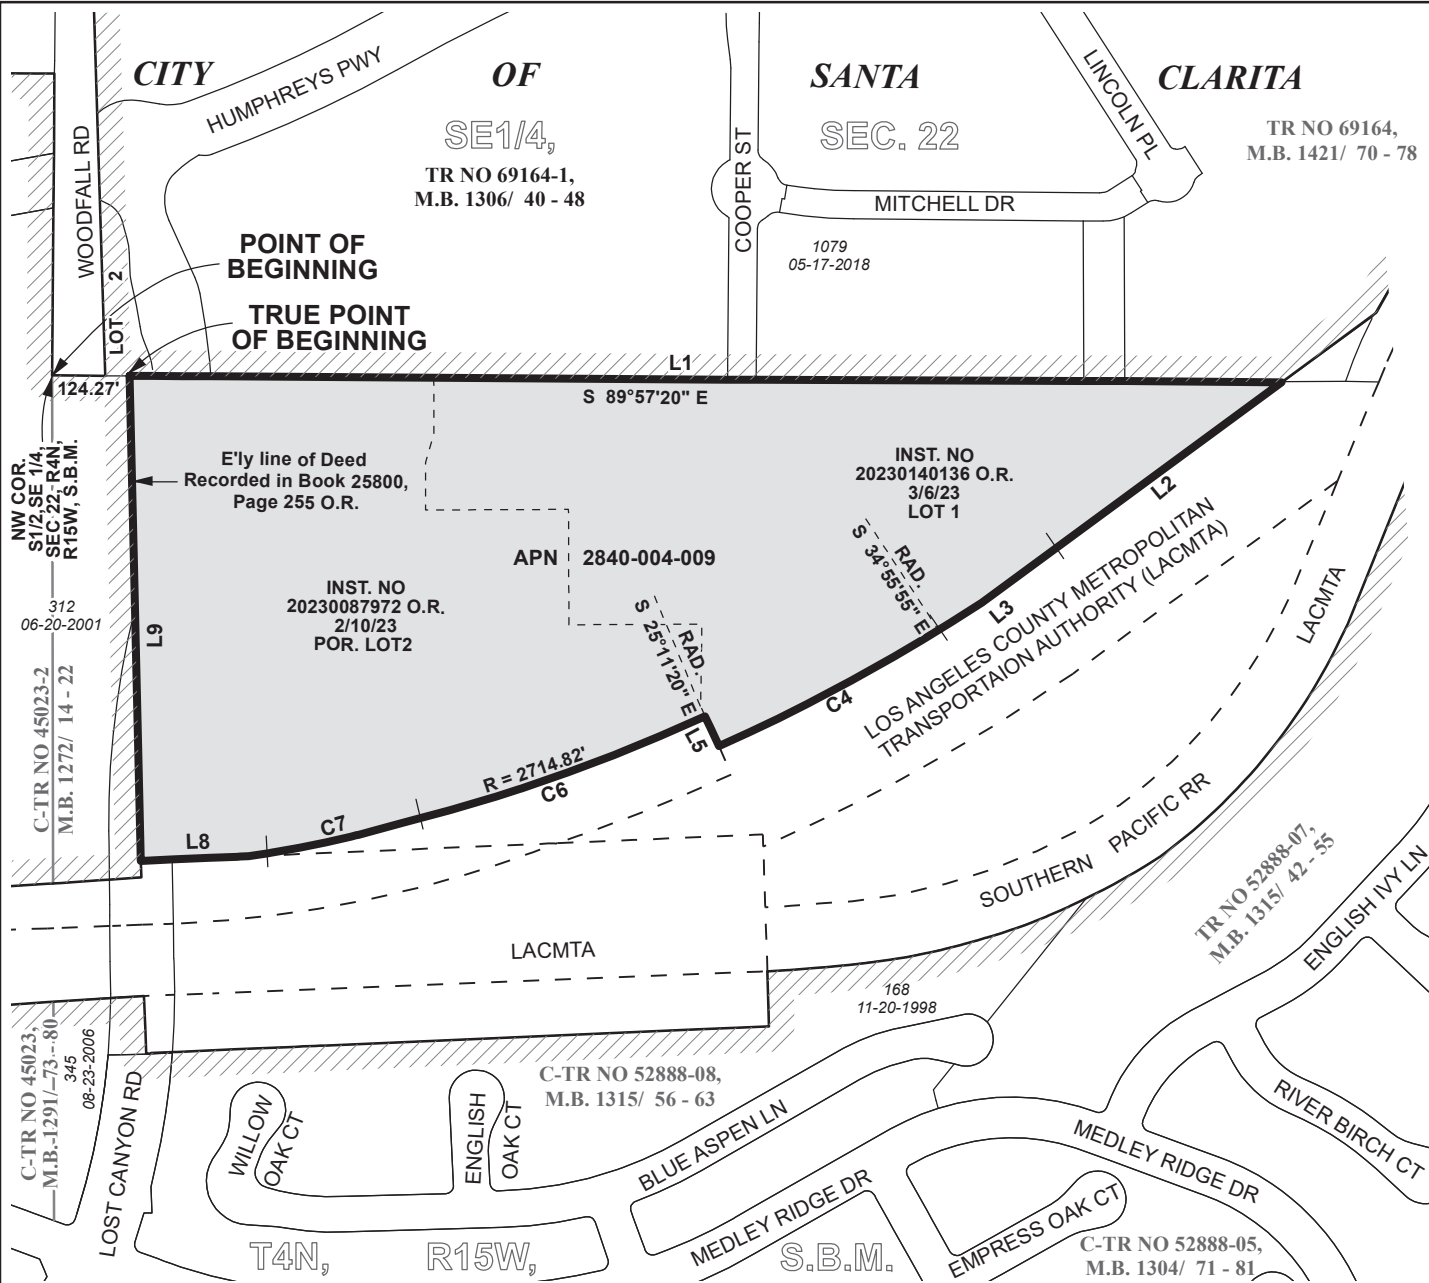 CITY OF SANTA CLARITA
HUMPHREYS PWY
WOODFALL RD
SE1/4,
SEC. 22
TR NO 69164-1,
M.B. 1306/ 40 - 48
COOPER ST
LINCOLN PL
TR NO 69164,
M.B. 1421/ 70 - 78
MITCHELL DR
1079
05-17-2018
POINT OF
BEGINNING
LOT 2
TRUE POINT
OF BEGINNING
124.27'
L1
S 89°57'20" E
NW COR.
S1/2, SE 1/4,
SEC 22, R4N,
R15W, S.B.M.
E'ly line of Deed
Recorded in Book 25800,
Page 255 O.R.
INST. NO
20230140136 O.R.
3/6/23
LOT 1
L2
RAD.
S 34°55'55" E
APN 2840-004-009
INST. NO
20230087972 O.R.
2/10/23
POR. LOT2
RAD.
S 25°11'20" E
L3
C4
L5
R = 2714.82'
C6
C7
L8
L9
312
06-20-2001
C-TR NO 45023-2
M.B. 1272/ 14 - 22
LOS ANGELES COUNTY METROPOLITAN
TRANSPORTAION AUTHORITY (LACMTA)
LACMTA
SOUTHERN PACIFIC RR
TR NO 52888-07,
M.B. 1315/ 42 - 55
ENGLISH IVY LN
LACMTA
168
11-20-1998
C-TR NO 45023,
M.B. 1291/ 73 - 80
345
08-23-2006
LOST CANYON RD
WILLOW
OAK CT
ENGLISH
OAK CT
C-TR NO 52888-08,
M.B. 1315/ 56 - 63
BLUE ASPEN LN
MEDLEY RIDGE DR
MEDLEY RIDGE DR
RIVER BIRCH CT
EMPRESS OAK CT
C-TR NO 52888-05,
M.B. 1304/ 71 - 81
T4N, R15W, S.B.M.